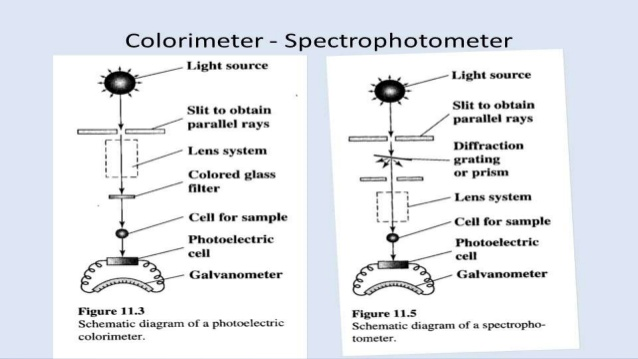 Colorimeter - Spectrophotometer
Light source
Slit to obtain
parallel rays
Lens system
Colored glass
filter
Cell for sample
Photoelectric
cell
Galvanometer
Figure 11.3
Schematic diagram of a photoelectric
colorimeter.
Light source
Slit to obtain
parallel rays
Diffraction
grating
or prism
Lens system
Cell for sample
Photoelectric
cell
Galvanometer
Figure 11.5
Schematic diagram of a spectropho-
tometer.